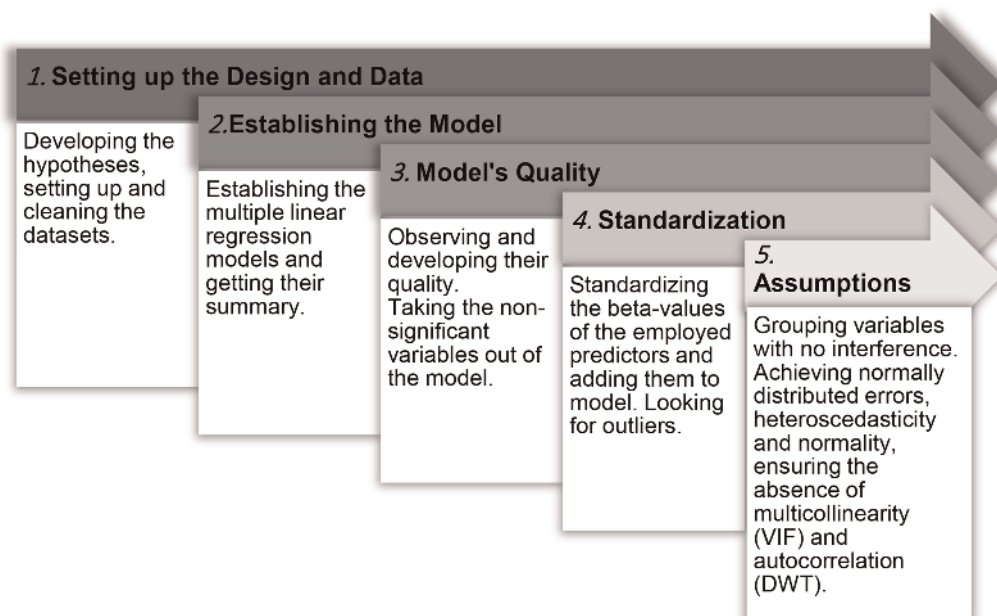 1. Setting up the Design and Data
Developing the
hypotheses,
setting up and
cleaning the
datasets.
2.Establishing the Model
Establishing the
multiple linear
regression
models and
getting their
summary.
3. Model's Quality
Observing and
developing their
quality.
Taking the non-
significant
variables out of
the model.
4. Standardization
Standardizing
the beta-values
of the employed
predictors and
adding them to
model. Looking
for outliers.
5.
Assumptions
Grouping variables
with no interference.
Achieving normally
distributed errors,
heteroscedasticity
and normality,
ensuring the
absence of
multicollinearity
(VIF) and
autocorrelation
(DWT).